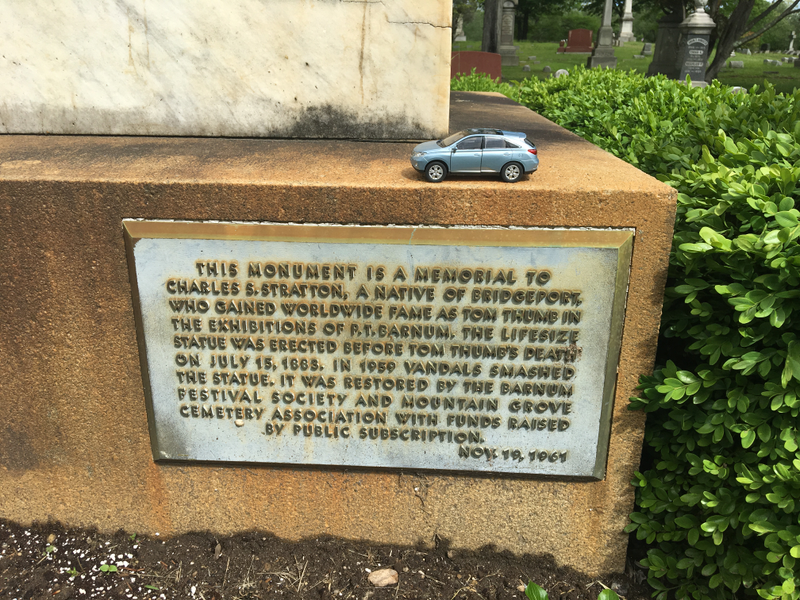 THIS MONUMENT IS A MEMORIAL TO
CHARLES S. STRATTON, A NATIVE OF BRIDGEPORT,
WHO GAINED WORLDWIDE FAME AS TOM THUMB IN
THE EXHIBITIONS OF P. T. BARNUM. THE LIFESIZE
STATUE WAS ERECTED BEFORE TOM THUMB'S DEATH
ON JULY 15, 1883. IN 1959 VANDALS SMASHED
THE STATUE. IT WAS RESTORED BY THE BARNUM
FESTIVAL SOCIETY AND MOUNTAIN GROVE
CEMETERY ASSOCIATION WITH FUNDS RAISED
BY PUBLIC SUBSCRIPTION.
NOV. 19, 1961